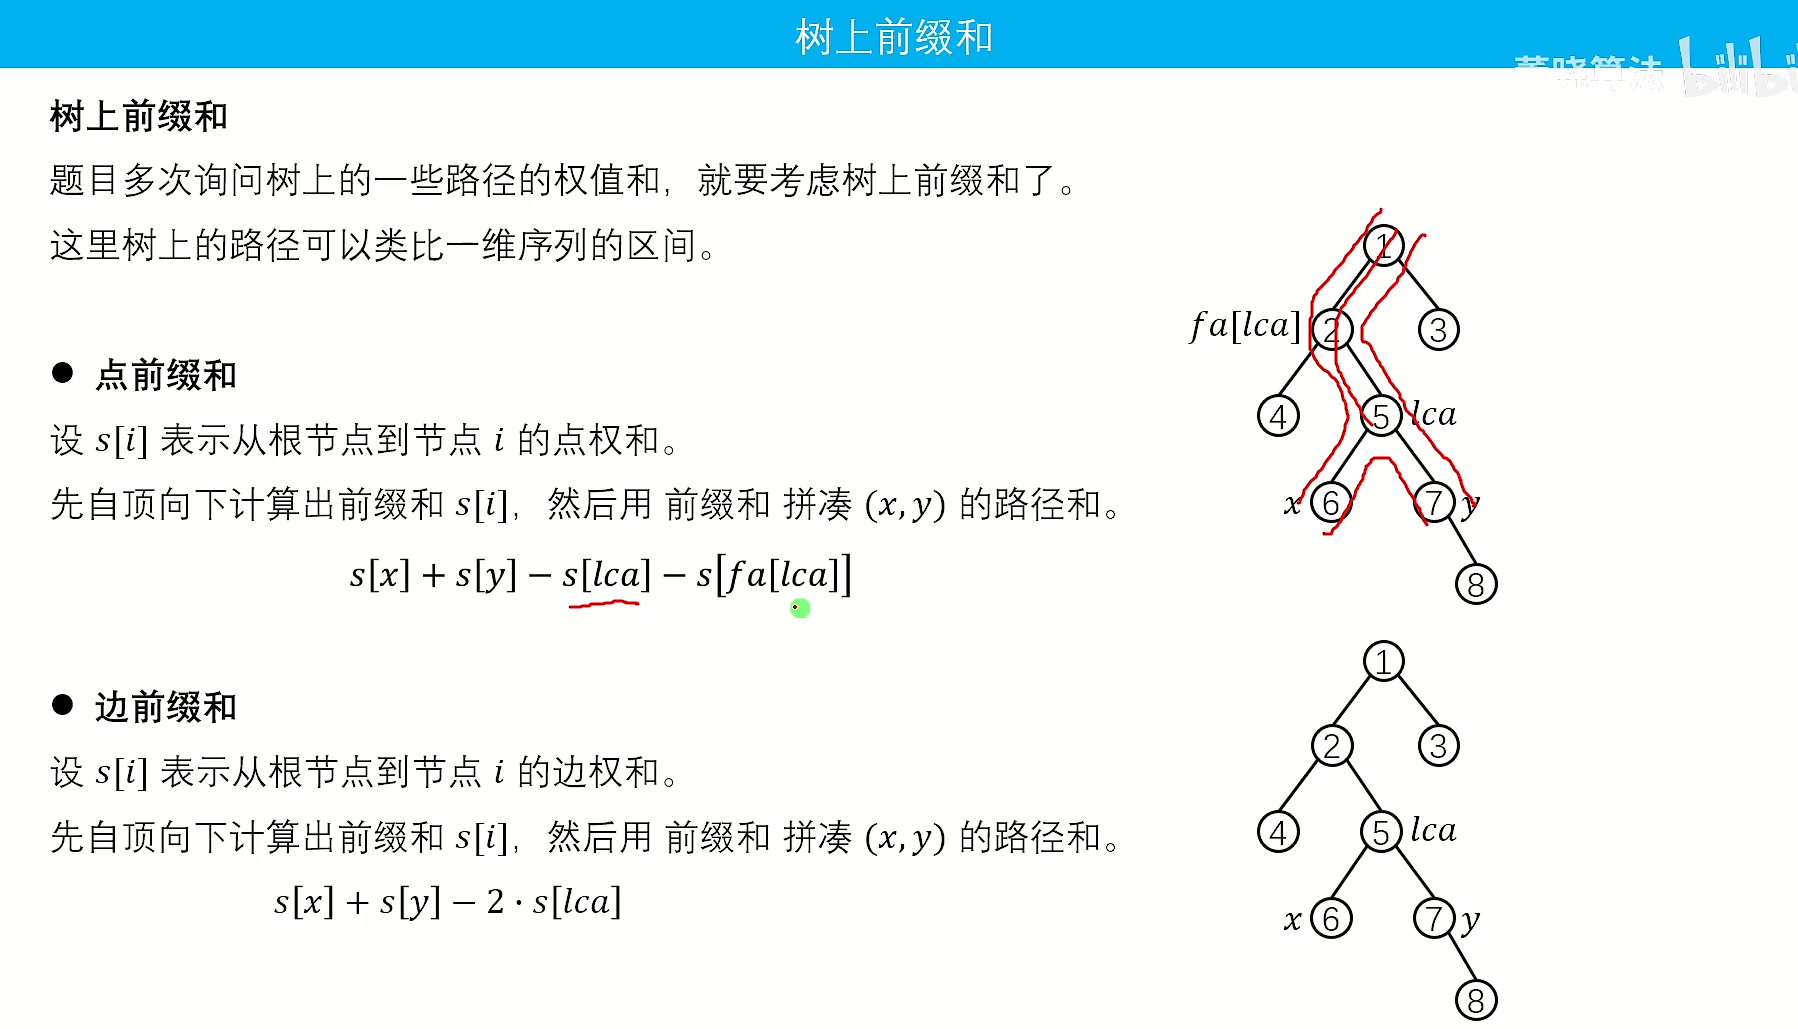 树上前缀和
董晓算法 bilibili
树上前缀和
题目多次询问树上的一些路径的权值和，就要考虑树上前缀和了。
这里树上的路径可以类比一维序列的区间。
● 点前缀和
设 s[i] 表示从根节点到节点 i 的点权和。
先自顶向下计算出前缀和 s[i]，然后用 前缀和 拼凑 (x, y) 的路径和。
s[x] + s[y] − s[lca] − s[fa[lca]]
● 边前缀和
设 s[i] 表示从根节点到节点 i 的边权和。
先自顶向下计算出前缀和 s[i]，然后用 前缀和 拼凑 (x, y) 的路径和。
s[x] + s[y] − 2 · s[lca]
1
fa[lca] 2 3
4 5 lca
x 6 7 y
8
1
2 3
4 5 lca
x 6 7 y
8